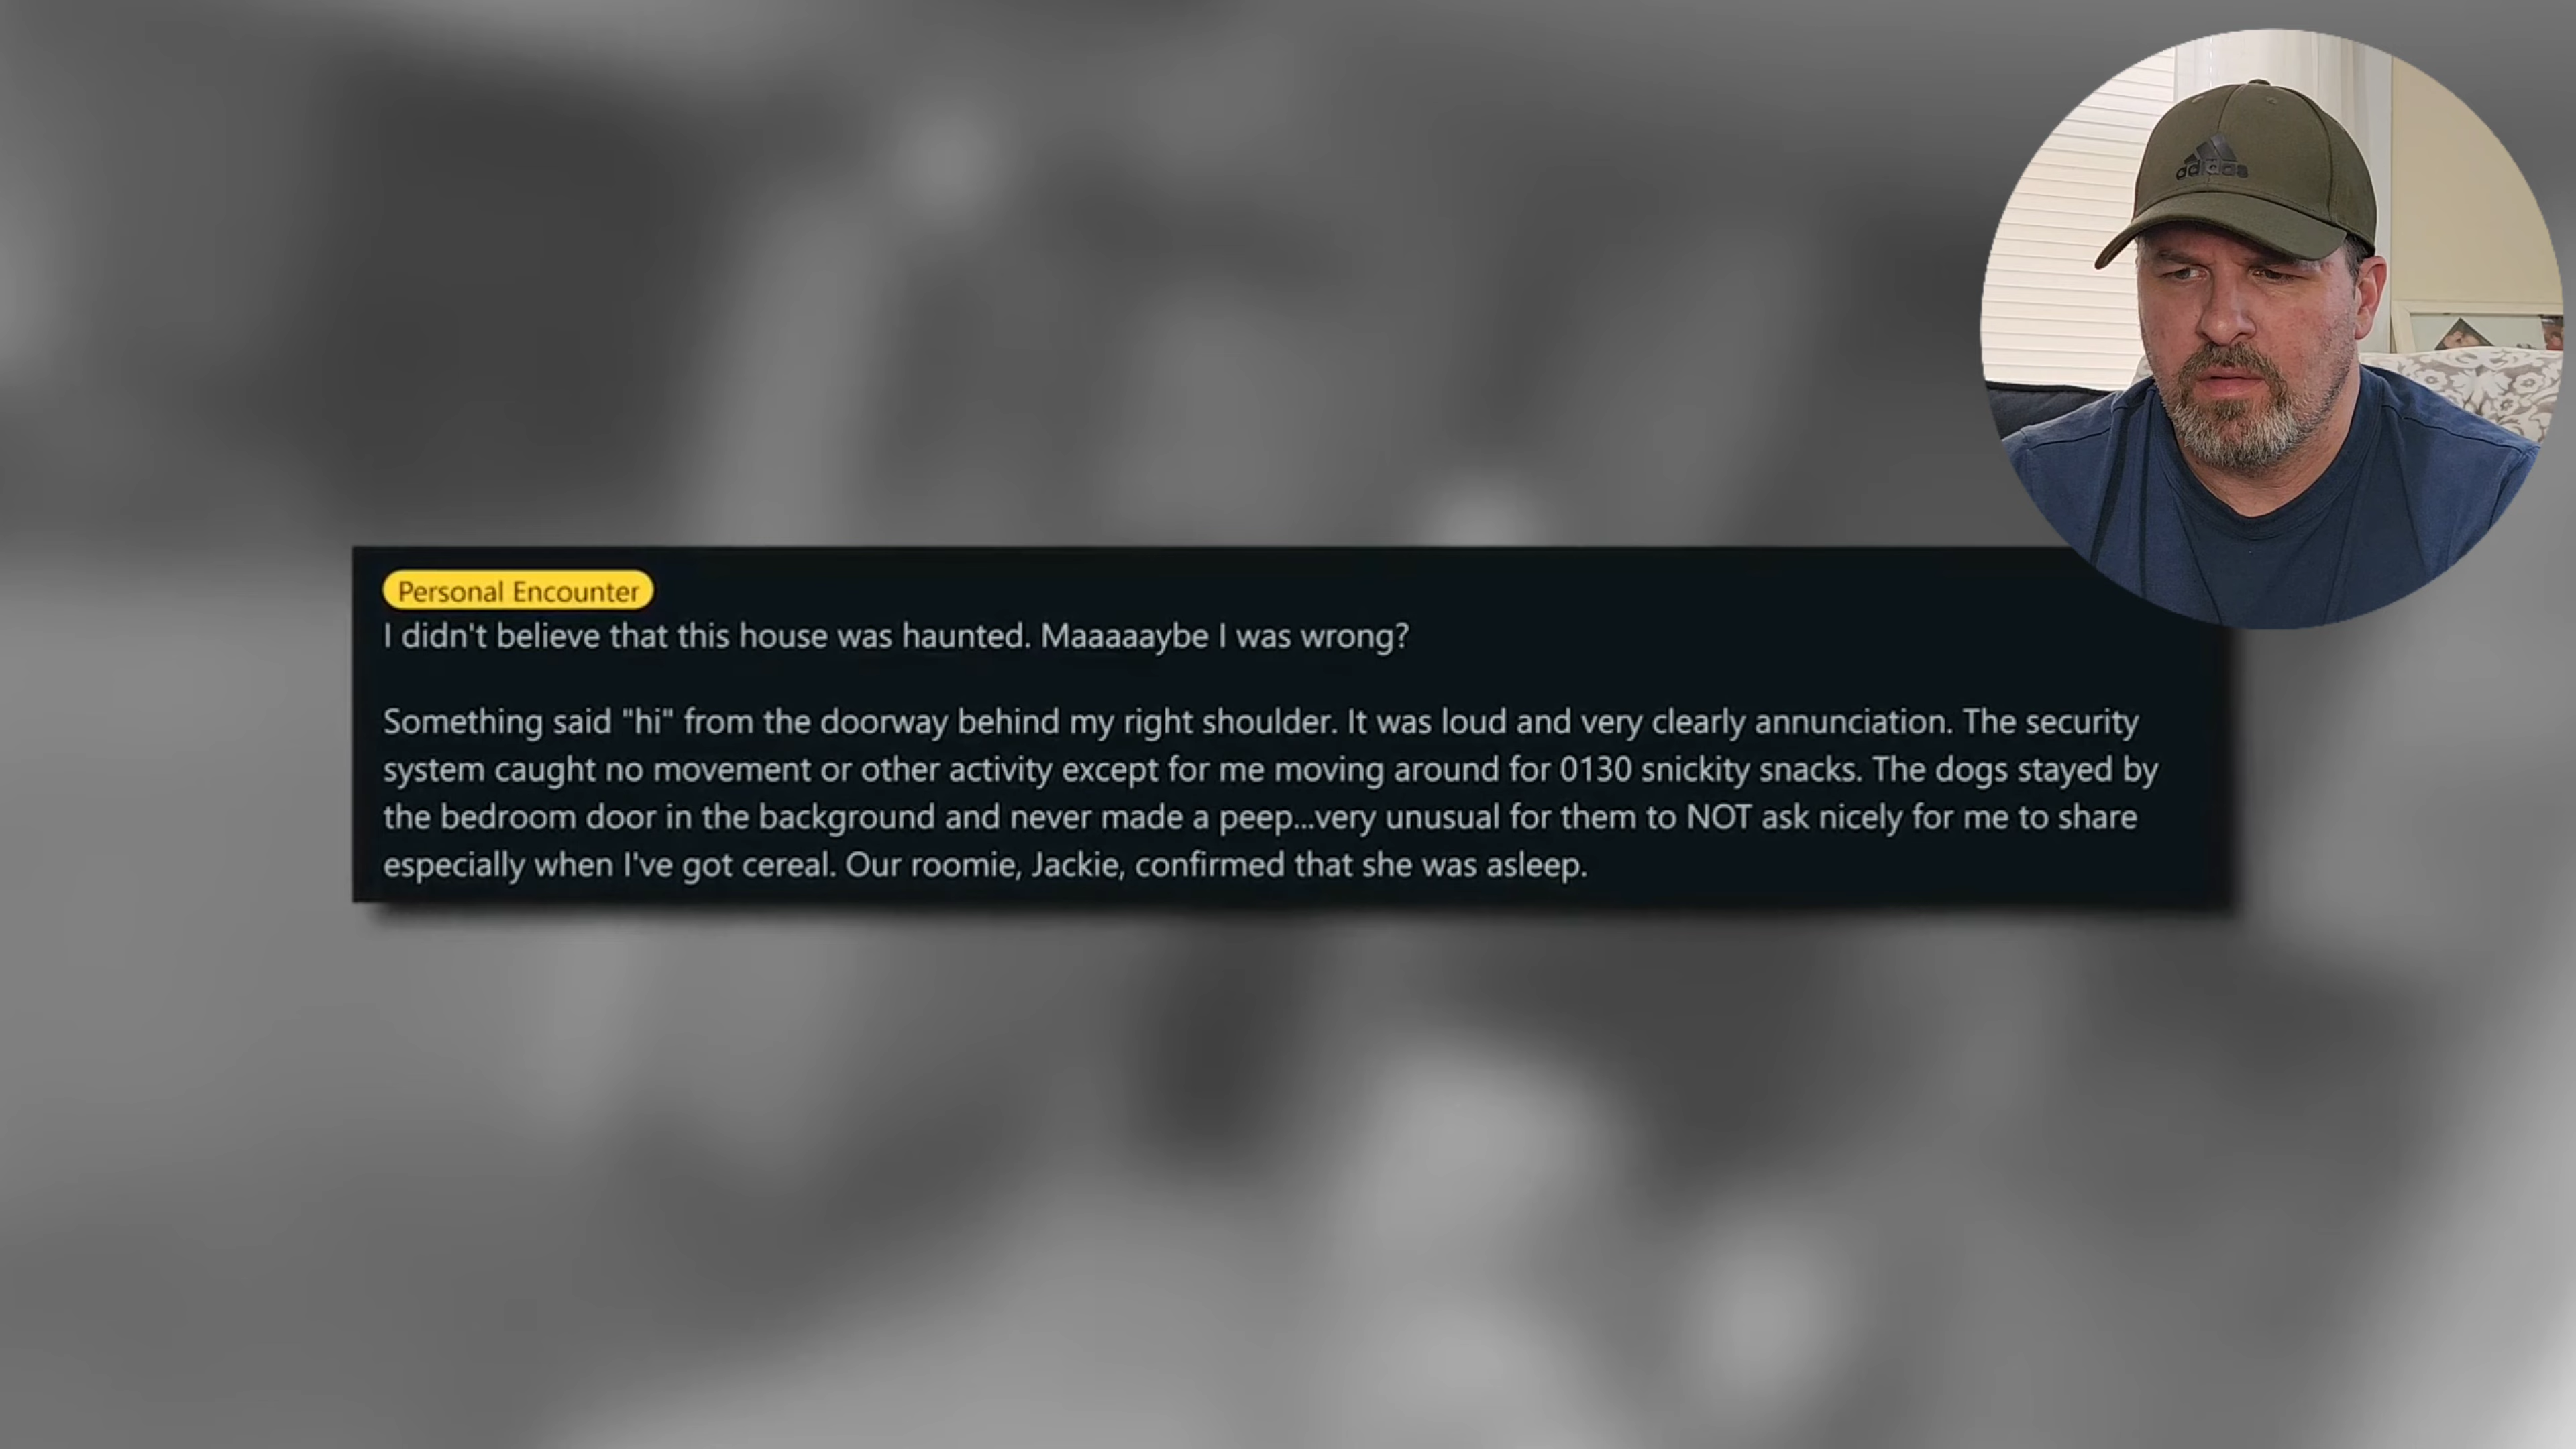 adidas
Personal Encounter
I didn't believe that this house was haunted. Maaaaaybe I was wrong?
Something said "hi" from the doorway behind my right shoulder. It was loud and very clearly annunciation. The security
system caught no movement or other activity except for me moving around for 0130 snickity snacks. The dogs stayed by
the bedroom door in the background and never made a peep...very unusual for them to NOT ask nicely for me to share
especially when I've got cereal. Our roomie, Jackie, confirmed that she was asleep.